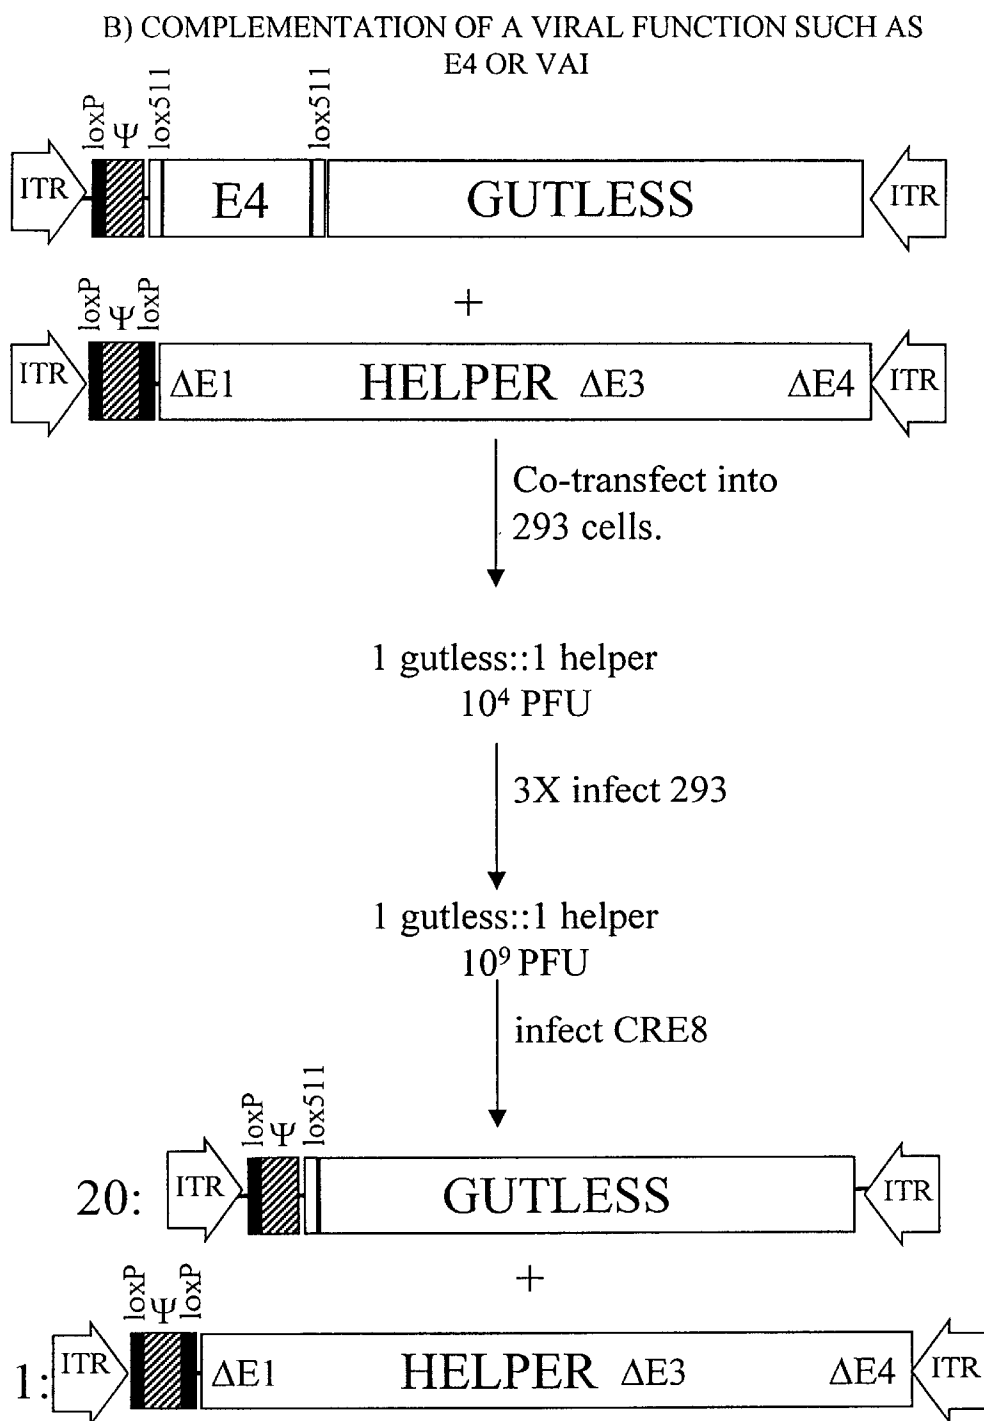 B) COMPLEMENTATION OF A VIRAL FUNCTION SUCH AS
E4 OR VAI
loxP Ψ lox511 lox511
ITR E4 GUTLESS ITR
+
loxP Ψ loxP
ITR ΔE1 HELPER ΔE3 ΔE4 ITR
Co-transfect into
293 cells.
1 gutless::1 helper
10⁴ PFU
3X infect 293
1 gutless::1 helper
10⁹ PFU
infect CRE8
loxP Ψ lox511
20: ITR GUTLESS ITR
+
loxP Ψ loxP
1: ITR ΔE1 HELPER ΔE3 ΔE4 ITR